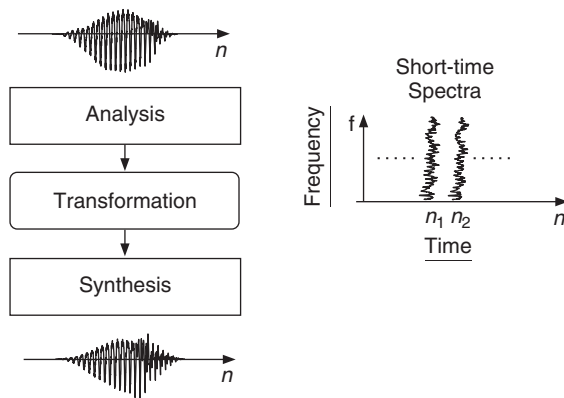 n
Analysis
Transformation
Synthesis
n
Short-time
Spectra
Frequency
f
n1 n2
n
Time